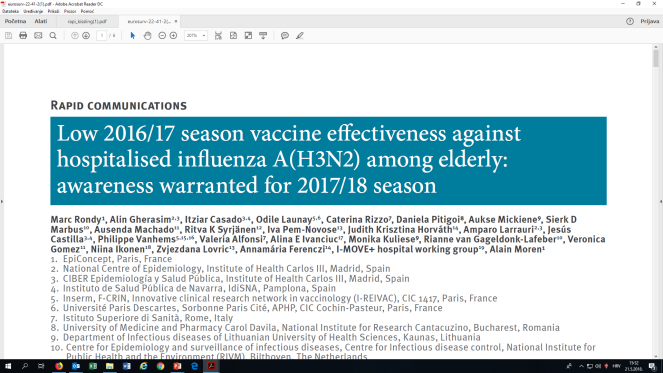 eurosurv-22-41-2(1).pdf - Adobe Acrobat Reader DC
Datoteka Uređivanje Prikaz Prozor Pomoć
Početna Alati rapi_kissling(1).pdf eurosurv-22-41-2(... × Prijava
1 / 8
RAPID COMMUNICATIONS
Low 2016/17 season vaccine effectiveness against
hospitalised influenza A(H3N2) among elderly:
awareness warranted for 2017/18 season
Marc Rondy¹, Alin Gherasim²·³, Itziar Casado³·⁴, Odile Launay⁵·⁶, Caterina Rizzo⁷, Daniela Pitigoi⁸, Aukse Mickiene⁹, Sierk D
Marbus¹⁰, Ausenda Machado¹¹, Ritva K Syrjänen¹², Iva Pem-Novose¹³, Judith Krisztina Horváth¹⁴, Amparo Larrauri²·³, Jesús
Castilla³·⁴, Philippe Vanhems⁵·¹⁵·¹⁶, Valeria Alfonsi⁷, Alina E Ivanciuc¹⁷, Monika Kuliese⁹, Rianne van Gageldonk-Lafeber¹⁰, Veronica
Gomez¹¹, Niina Ikonen¹⁸, Zvjezdana Lovric¹³, Annamária Ferenczi¹⁴, I-MOVE+ hospital working group¹⁹, Alain Moren¹
1. EpiConcept, Paris, France
2. National Centre of Epidemiology, Institute of Health Carlos III, Madrid, Spain
3. CIBER Epidemiología y Salud Pública, Institute of Health Carlos III, Madrid, Spain
4. Instituto de Salud Pública de Navarra, IdiSNA, Pamplona, Spain
5. Inserm, F-CRIN, Innovative clinical research network in vaccinology (I-REIVAC), CIC 1417, Paris, France
6. Université Paris Descartes, Sorbonne Paris Cité, APHP, CIC Cochin-Pasteur, Paris, France
7. Istituto Superiore di Sanità, Rome, Italy
8. University of Medicine and Pharmacy Carol Davila, National Institute for Research Cantacuzino, Bucharest, Romania
9. Department of Infectious diseases of Lithuanian University of Health Sciences, Kaunas, Lithuania
10. Centre for Epidemiology and surveillance of infectious diseases, Centre for Infectious disease control, National Institute for
Public Health and the Environment (RIVM), Bilthoven, The Netherlands
HRV